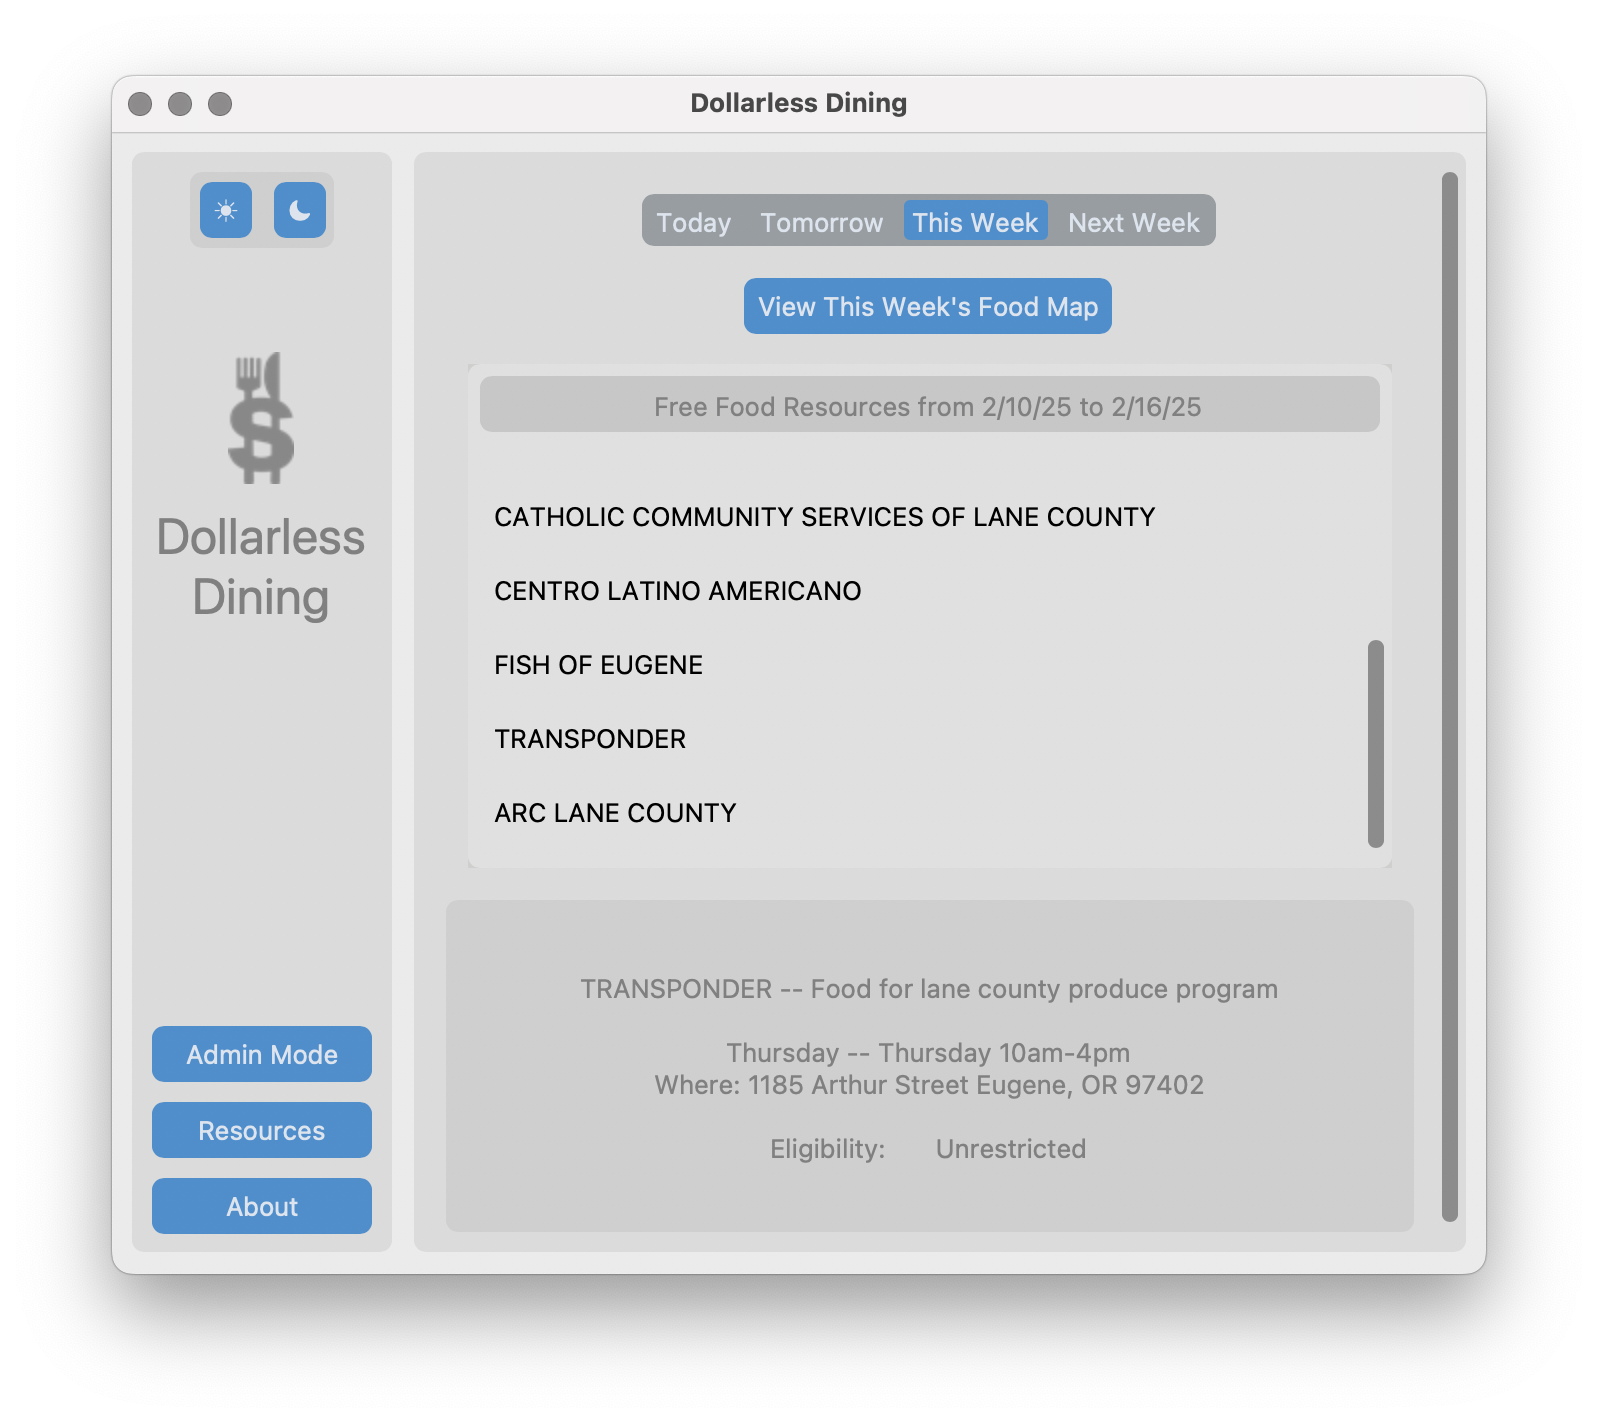 Dollarless Dining
Today Tomorrow This Week Next Week
View This Week's Food Map
Free Food Resources from 2/10/25 to 2/16/25
CATHOLIC COMMUNITY SERVICES OF LANE COUNTY
CENTRO LATINO AMERICANO
FISH OF EUGENE
TRANSPONDER
ARC LANE COUNTY
TRANSPONDER -- Food for lane county produce program
Thursday -- Thursday 10am-4pm
Where: 1185 Arthur Street Eugene, OR 97402
Eligibility: Unrestricted
$
Dollarless
Dining
Admin Mode
Resources
About